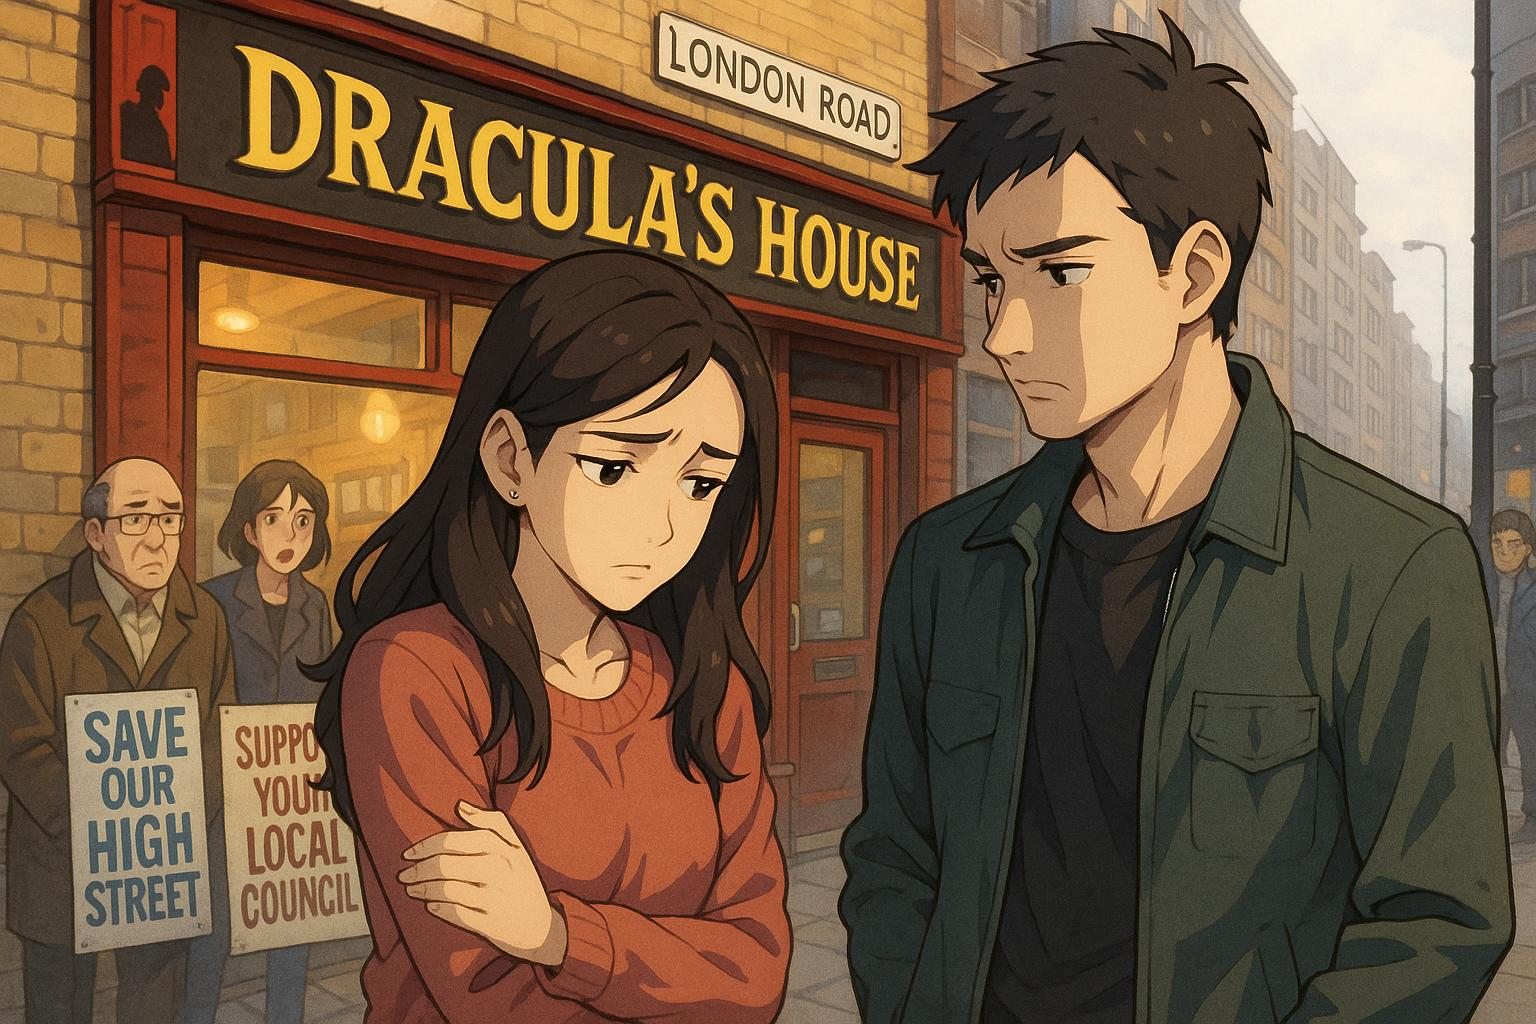 LONDON ROAD
DRACULA'S HOUSE
SAVE
OUR
HIGH
STREET
LOCAL
COUNCIL